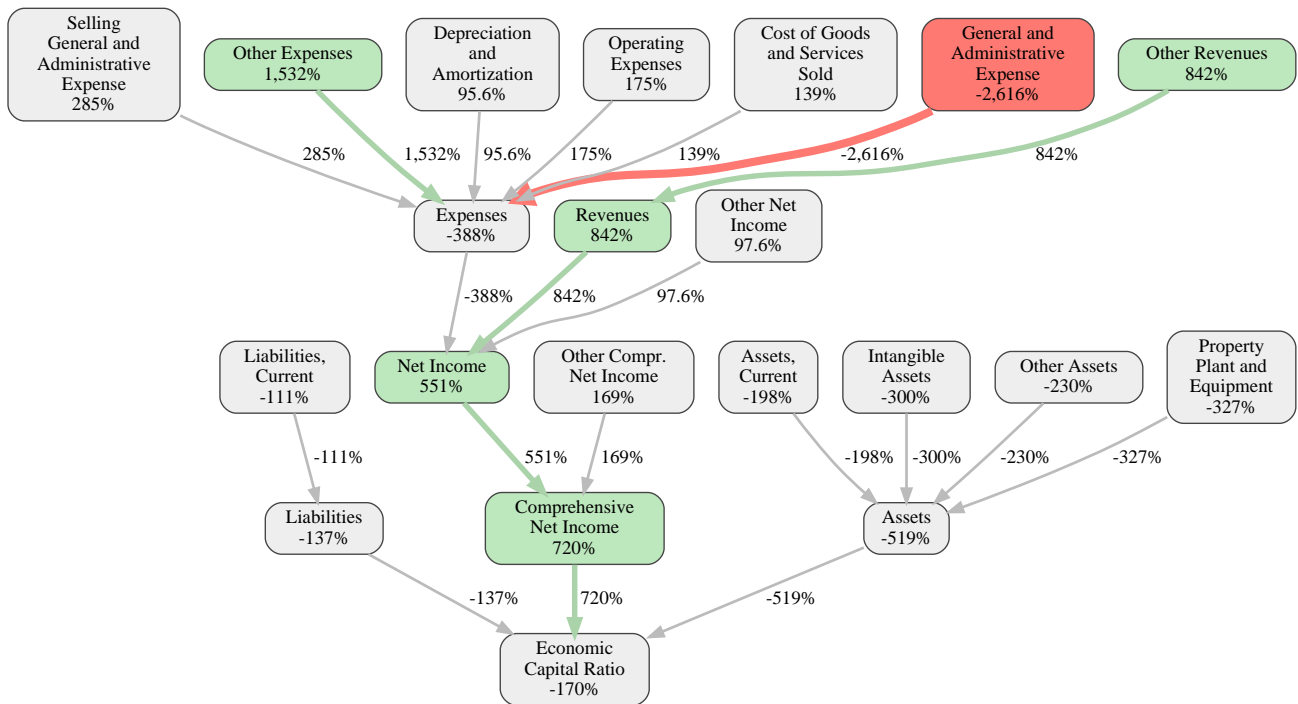 Selling
General and
Administrative
Expense
285%
Other Expenses
1,532%
Depreciation
and
Amortization
95.6%
Operating
Expenses
175%
Cost of Goods
and Services
Sold
139%
General and
Administrative
Expense
-2,616%
Other Revenues
842%
285%
1,532%
95.6%
175%
139%
-2,616%
842%
Expenses
-388%
Revenues
842%
Other Net
Income
97.6%
-388%
842%
97.6%
Liabilities,
Current
-111%
Net Income
551%
Other Compr.
Net Income
169%
Assets,
Current
-198%
Intangible
Assets
-300%
Other Assets
-230%
Property
Plant and
Equipment
-327%
-111%
551%
169%
-198%
-300%
-230%
-327%
Liabilities
-137%
Comprehensive
Net Income
720%
Assets
-519%
-137%
720%
-519%
Economic
Capital Ratio
-170%